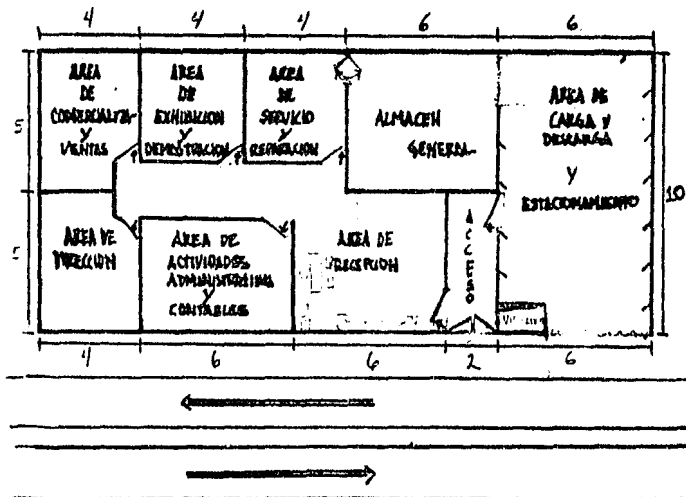 4 4 4 6 6
AREA
DE
COMERCIALIZA-
Y
VENTAS
AREA
DE
EXHIBICION
Y
DEMOSTRACION
AREA
DE
SERVICIO
Y
REPARACION
ALMACEN
GENERAL
AREA DE
CARGA Y
DESCARGA
Y
ESTACIONAMIENTO
5
5
10
AREA DE
DIRECCION
AREA DE
ACTIVIDADES
ADMINISTRATIVAS
Y
CONTABLES
AREA DE
RECEPCION
ACCESO
4 6 6 2 6